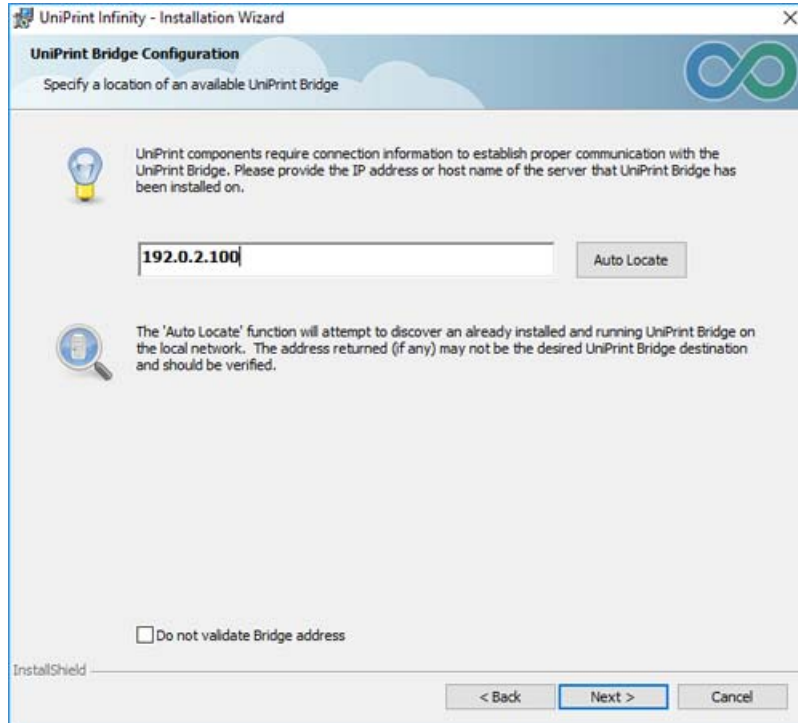 UniPrint Infinity - Installation Wizard
UniPrint Bridge Configuration
Specify a location of an available UniPrint Bridge
UniPrint components require connection information to establish proper communication with the
UniPrint Bridge. Please provide the IP address or host name of the server that UniPrint Bridge has
been installed on.
192.0.2.100
Auto Locate
The 'Auto Locate' function will attempt to discover an already installed and running UniPrint Bridge on
the local network.  The address returned (if any) may not be the desired UniPrint Bridge destination
and should be verified.
Do not validate Bridge address
InstallShield
< Back Next > Cancel